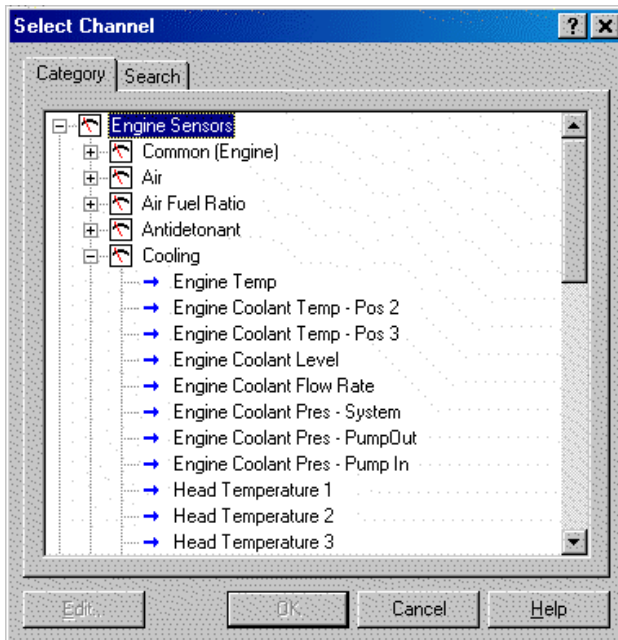 Select Channel
Category Search
Engine Sensors
Common (Engine)
Air
Air Fuel Ratio
Antidetonant
Cooling
Engine Temp
Engine Coolant Temp - Pos 2
Engine Coolant Temp - Pos 3
Engine Coolant Level
Engine Coolant Flow Rate
Engine Coolant Pres - System
Engine Coolant Pres - PumpOut
Engine Coolant Pres - Pump In
Head Temperature 1
Head Temperature 2
Head Temperature 3
Edit... OK Cancel Help